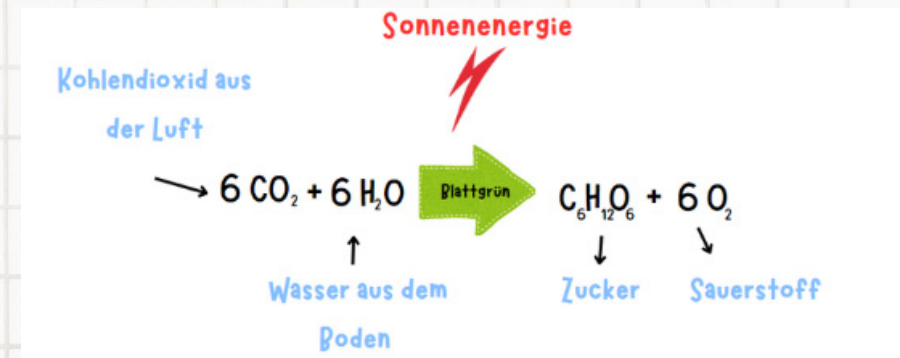 Sonnenenergie
Kohlendioxid aus
der Luft
6 CO₂ + 6 H₂O Blattgrün C₆H₁₂O₆ + 6 O₂
Wasser aus dem
Boden
Zucker
Sauerstoff